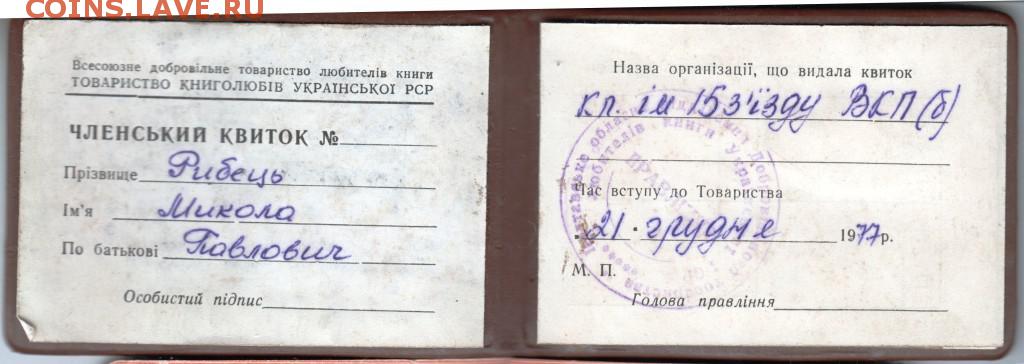 COINS.LAVE.RU
Всесоюзне добровільне товариство любителів книги
ТОВАРИСТВО КНИГОЛЮБІВ УКРАЇНСЬКОЇ РСР
ЧЛЕНСЬКИЙ КВИТОК №
Прізвище Рибець
Ім'я Микола
По батькові Павлович
Особистий підпис
Назва організації, що видала квиток
кп. ім 15 з'їзду ВКП(б)
Час вступу до Товариства
21. грудня 1977 р.
М. П.
Голова правління